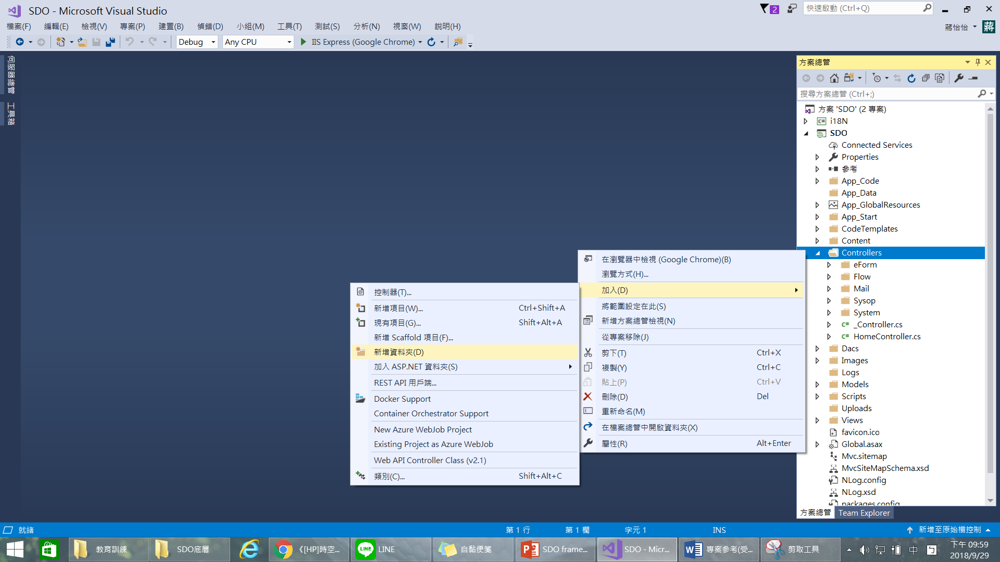 SDO - Microsoft Visual Studio
2
快速啟動 (Ctrl+Q)
檔案(F) 編輯(E) 檢視(V) 專案(P) 建置(B) 偵錯(D) 小組(M) 工具(T) 測試(S) 分析(N) 視窗(W) 說明(H)
蔣怡怡 蔣
Debug Any CPU IIS Express (Google Chrome)
伺服器總管
工具箱
方案總管
搜尋方案總管 (Ctrl+;)
方案 'SDO' (2 專案)
C# i18N
SDO
Connected Services
Properties
參考
App_Code
App_Data
App_GlobalResources
App_Start
CodeTemplates
Content
Controllers
eForm
Flow
Mail
Sysop
System
C# _Controller.cs
C# HomeController.cs
Dacs
Images
Logs
Models
Scripts
Uploads
Views
favicon.ico
Global.asax
Mvc.sitemap
MvcSiteMapSchema.xsd
NLog.config
NLog.xsd
packages.config
方案總管 Team Explorer
在瀏覽器中檢視 (Google Chrome)(B)
瀏覽方式(H)...
加入(D)
將範圍設定在此(S)
新增方案總管檢視(N)
從專案移除(J)
剪下(T) Ctrl+X
複製(Y) Ctrl+C
貼上(P) Ctrl+V
刪除(D) Del
重新命名(M)
在檔案總管中開啟資料夾(X)
屬性(R) Alt+Enter
控制器(T)...
新增項目(W)... Ctrl+Shift+A
現有項目(G)... Shift+Alt+A
新增 Scaffold 項目(F)...
新增資料夾(D)
加入 ASP.NET 資料夾(S)
REST API 用戶端...
Docker Support
Container Orchestrator Support
New Azure WebJob Project
Existing Project as Azure WebJob
Web API Controller Class (v2.1)
類別(C)... Shift+Alt+C
就緒 第 1 行 第 1 欄 字元 1 INS 新增至原始檔控制
教育訓練 SDO底層 《[HP]時空... LINE LINE 自黏便箋 SDO frame... SDO - Micr... 專案參考(受... 剪取工具 中 ㄅ
下午 09:59
2018/9/29